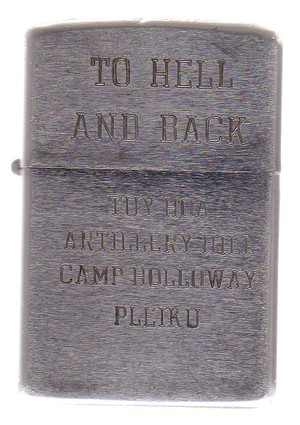 TO HELL
AND BACK
TUY HOA
ARTILLERY HILL
CAMP HOLLOWAY
PLEIKU